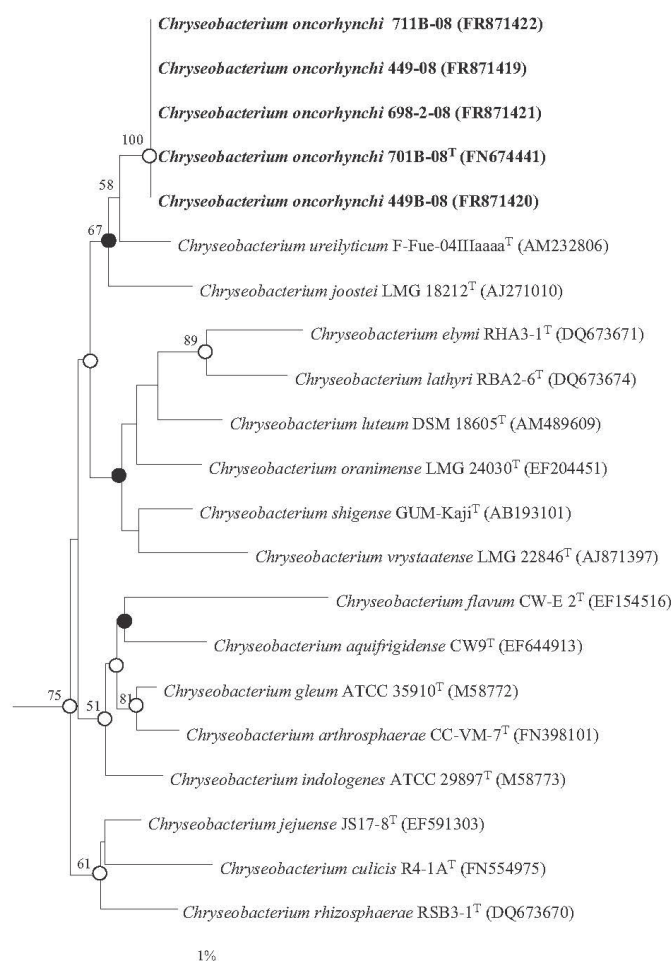 Chryseobacterium oncorhynchi 711B-08 (FR871422)
Chryseobacterium oncorhynchi 449-08 (FR871419)
Chryseobacterium oncorhynchi 698-2-08 (FR871421)
100
Chryseobacterium oncorhynchi 701B-08ᵀ (FN674441)
58
Chryseobacterium oncorhynchi 449B-08 (FR871420)
67
Chryseobacterium ureilyticum F-Fue-04IIIaaaaᵀ (AM232806)
Chryseobacterium joostei LMG 18212ᵀ (AJ271010)
Chryseobacterium elymi RHA3-1ᵀ (DQ673671)
89
Chryseobacterium lathyri RBA2-6ᵀ (DQ673674)
Chryseobacterium luteum DSM 18605ᵀ (AM489609)
Chryseobacterium oranimense LMG 24030ᵀ (EF204451)
Chryseobacterium shigense GUM-Kajiᵀ (AB193101)
Chryseobacterium vrystaatense LMG 22846ᵀ (AJ871397)
Chryseobacterium flavum CW-E 2ᵀ (EF154516)
Chryseobacterium aquifrigidense CW9ᵀ (EF644913)
Chryseobacterium gleum ATCC 35910ᵀ (M58772)
75
51
81
Chryseobacterium arthrosphaerae CC-VM-7ᵀ (FN398101)
Chryseobacterium indologenes ATCC 29897ᵀ (M58773)
Chryseobacterium jejuense JS17-8ᵀ (EF591303)
61
Chryseobacterium culicis R4-1Aᵀ (FN554975)
Chryseobacterium rhizosphaerae RSB3-1ᵀ (DQ673670)
1%